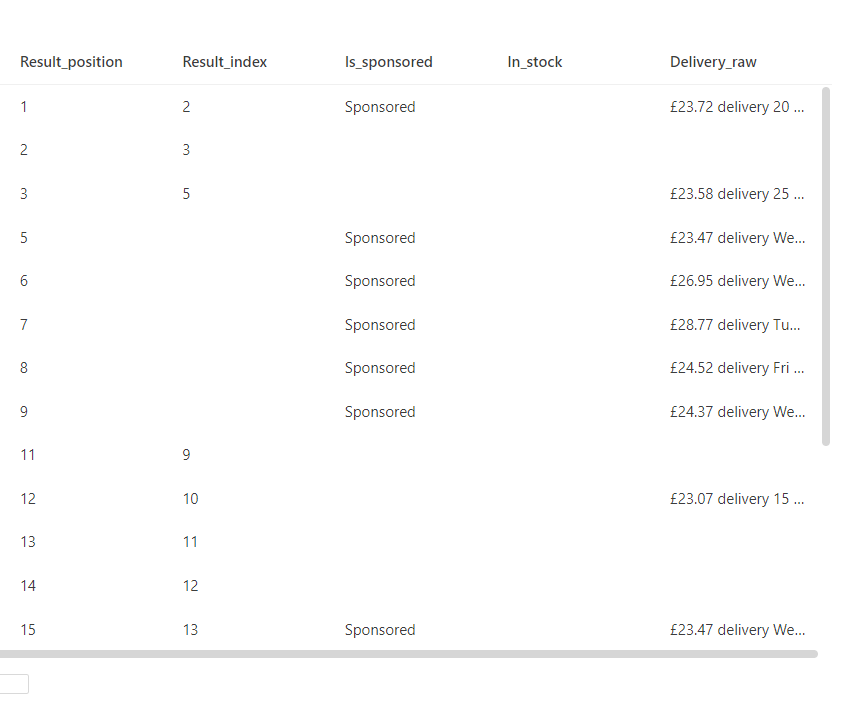 Result_position Result_index Is_sponsored In_stock Delivery_raw
1 2 Sponsored £23.72 delivery 20 ...
2 3
3 5 £23.58 delivery 25 ...
5 Sponsored £23.47 delivery We...
6 Sponsored £26.95 delivery We...
7 Sponsored £28.77 delivery Tu...
8 Sponsored £24.52 delivery Fri ...
9 Sponsored £24.37 delivery We...
11 9
12 10 £23.07 delivery 15 ...
13 11
14 12
15 13 Sponsored £23.47 delivery We...